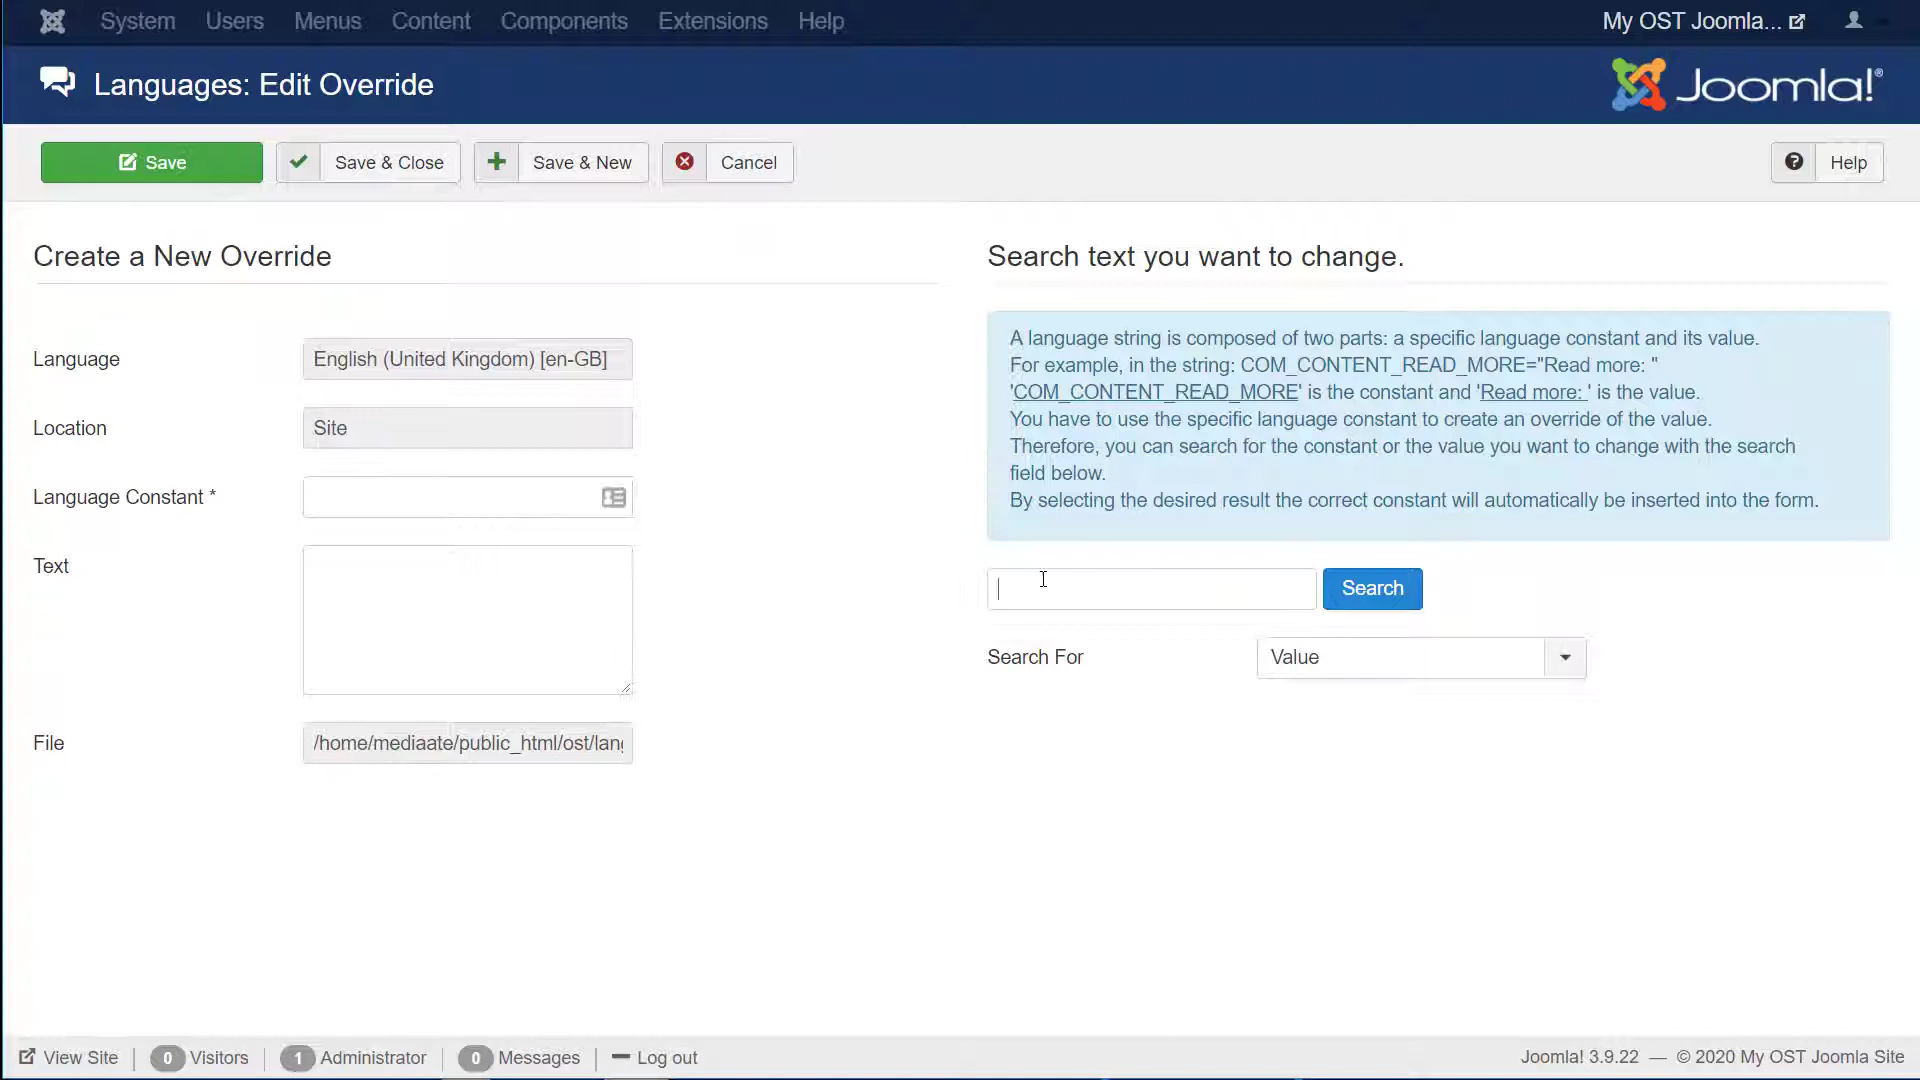 System Users Menus Content Components Extensions Help My OST Joomla...
Languages: Edit Override Joomla!®
Save Save & Close Save & New Cancel Help
Create a New Override
Search text you want to change.
Language English (United Kingdom) [en-GB]
Location Site
Language Constant *
Text
File /home/mediaate/public_html/ost/lang
A language string is composed of two parts: a specific language constant and its value.
For example, in the string: COM_CONTENT_READ_MORE="Read more: "
'COM_CONTENT_READ_MORE' is the constant and 'Read more: ' is the value.
You have to use the specific language constant to create an override of the value.
Therefore, you can search for the constant or the value you want to change with the search
field below.
By selecting the desired result the correct constant will automatically be inserted into the form.
Search
Search For Value
View Site 0 Visitors 1 Administrator 0 Messages Log out Joomla! 3.9.22 — © 2020 My OST Joomla Site